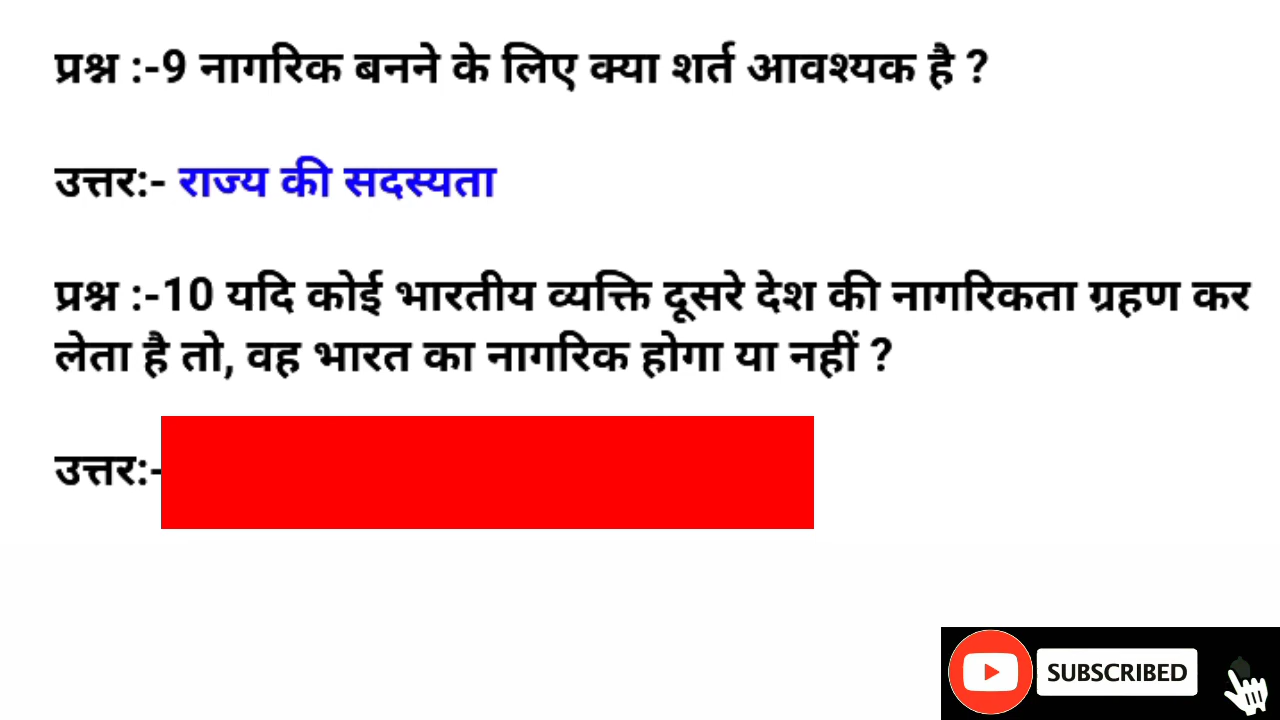 प्रश्न :-9 नागरिक बनने के लिए क्या शर्त आवश्यक है ?
उत्तर:- राज्य की सदस्यता
प्रश्न :-10 यदि कोई भारतीय व्यक्ति दूसरे देश की नागरिकता ग्रहण कर
लेता है तो, वह भारत का नागरिक होगा या नहीं ?
उत्तर:-
SUBSCRIBED